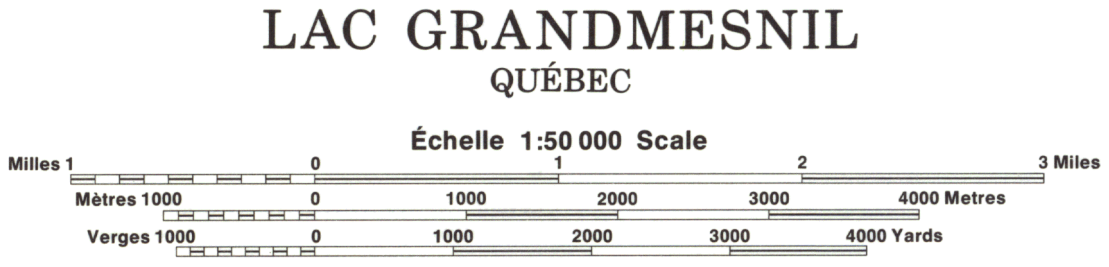 LAC GRANDMESNIL
QUÉBEC
Échelle 1:50 000 Scale
Milles 1 0 1 2 3 Miles
Mètres 1000 0 1000 2000 3000 4000 Metres
Verges 1000 0 1000 2000 3000 4000 Yards